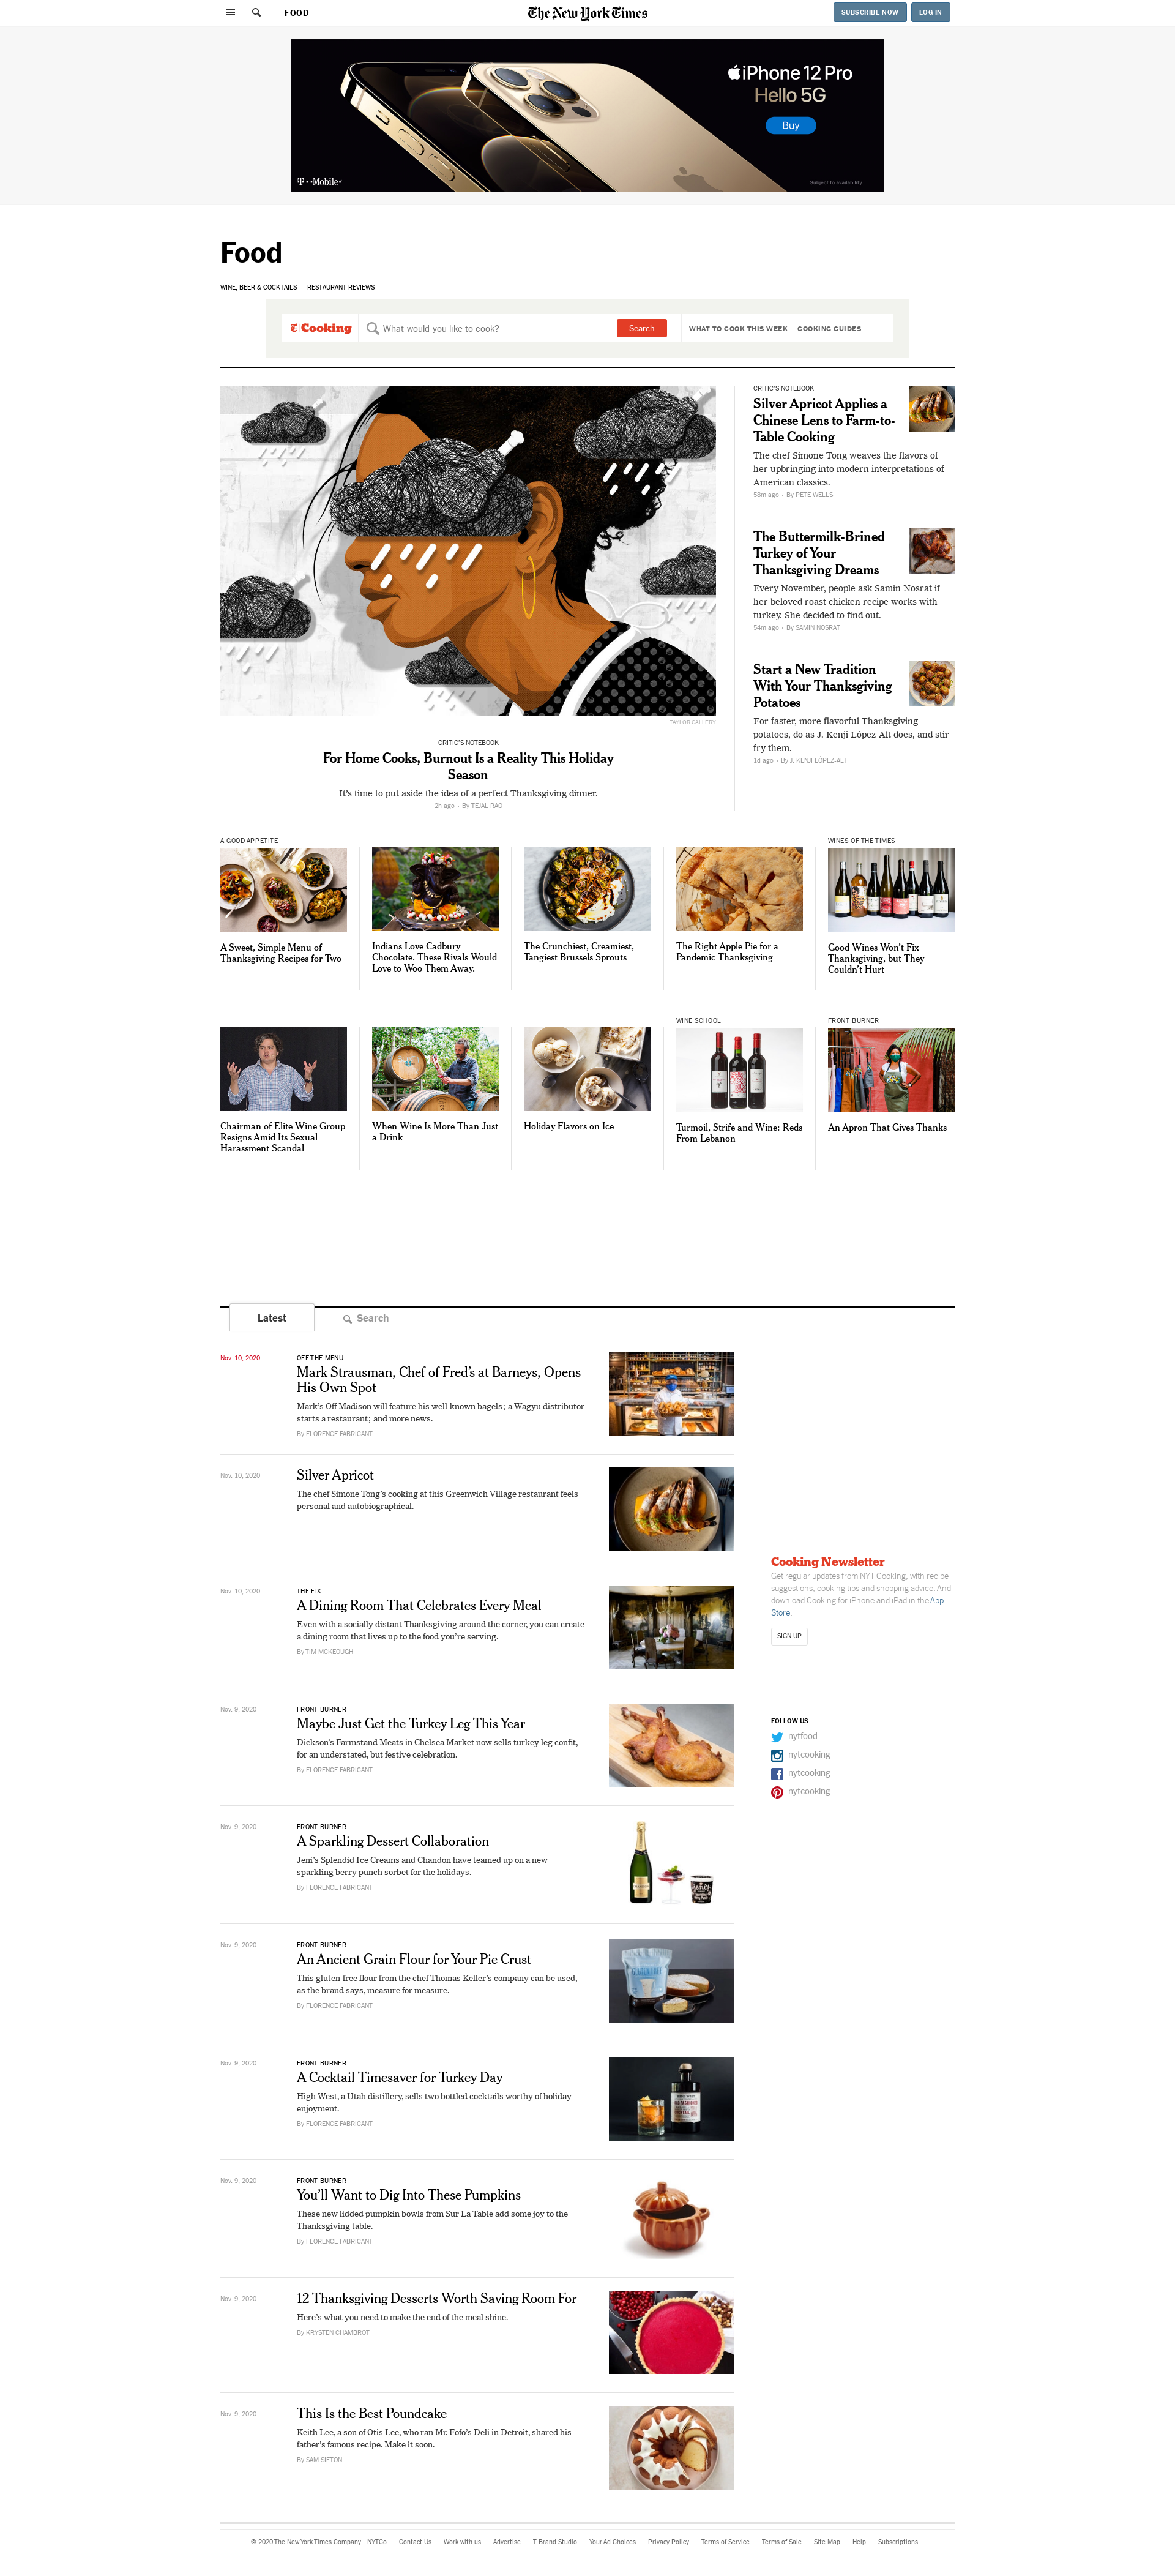 FOOD
The New York Times
SUBSCRIBE NOW
LOG IN
iPhone 12 Pro
Hello 5G
Buy
T-Mobile
Subject to availability
Food
WINE, BEER & COCKTAILS
RESTAURANT REVIEWS
Cooking
What would you like to cook?
Search
WHAT TO COOK THIS WEEK
COOKING GUIDES
TAYLOR CALLERY
CRITIC'S NOTEBOOK
For Home Cooks, Burnout Is a Reality This Holiday
Season
It's time to put aside the idea of a perfect Thanksgiving dinner.
2h ago • By TEJAL RAO
CRITIC'S NOTEBOOK
Silver Apricot Applies a
Chinese Lens to Farm-to-
Table Cooking
The chef Simone Tong weaves the flavors of
her upbringing into modern interpretations of
American classics.
58m ago • By PETE WELLS
The Buttermilk-Brined
Turkey of Your
Thanksgiving Dreams
Every November, people ask Samin Nosrat if
her beloved roast chicken recipe works with
turkey. She decided to find out.
54m ago • By SAMIN NOSRAT
Start a New Tradition
With Your Thanksgiving
Potatoes
For faster, more flavorful Thanksgiving
potatoes, do as J. Kenji López-Alt does, and stir-
fry them.
1d ago • By J. KENJI LÓPEZ-ALT
A GOOD APPETITE
A Sweet, Simple Menu of
Thanksgiving Recipes for Two
Indians Love Cadbury
Chocolate. These Rivals Would
Love to Woo Them Away.
The Crunchiest, Creamiest,
Tangiest Brussels Sprouts
The Right Apple Pie for a
Pandemic Thanksgiving
WINES OF THE TIMES
Good Wines Won't Fix
Thanksgiving, but They
Couldn't Hurt
Chairman of Elite Wine Group
Resigns Amid Its Sexual
Harassment Scandal
When Wine Is More Than Just
a Drink
Holiday Flavors on Ice
WINE SCHOOL
Turmoil, Strife and Wine: Reds
From Lebanon
FRONT BURNER
An Apron That Gives Thanks
Latest
Search
Nov. 10, 2020
OFF THE MENU
Mark Strausman, Chef of Fred's at Barneys, Opens
His Own Spot
Mark's Off Madison will feature his well-known bagels; a Wagyu distributor
starts a restaurant; and more news.
By FLORENCE FABRICANT
Nov. 10, 2020
Silver Apricot
The chef Simone Tong's cooking at this Greenwich Village restaurant feels
personal and autobiographical.
Nov. 10, 2020
THE FIX
A Dining Room That Celebrates Every Meal
Even with a socially distant Thanksgiving around the corner, you can create
a dining room that lives up to the food you're serving.
By TIM MCKEOUGH
Nov. 9, 2020
FRONT BURNER
Maybe Just Get the Turkey Leg This Year
Dickson's Farmstand Meats in Chelsea Market now sells turkey leg confit,
for an understated, but festive celebration.
By FLORENCE FABRICANT
Nov. 9, 2020
FRONT BURNER
A Sparkling Dessert Collaboration
Jeni's Splendid Ice Creams and Chandon have teamed up on a new
sparkling berry punch sorbet for the holidays.
By FLORENCE FABRICANT
Nov. 9, 2020
FRONT BURNER
An Ancient Grain Flour for Your Pie Crust
This gluten-free flour from the chef Thomas Keller's company can be used,
as the brand says, measure for measure.
By FLORENCE FABRICANT
Nov. 9, 2020
FRONT BURNER
A Cocktail Timesaver for Turkey Day
High West, a Utah distillery, sells two bottled cocktails worthy of holiday
enjoyment.
By FLORENCE FABRICANT
Nov. 9, 2020
FRONT BURNER
You'll Want to Dig Into These Pumpkins
These new lidded pumpkin bowls from Sur La Table add some joy to the
Thanksgiving table.
By FLORENCE FABRICANT
Nov. 9, 2020
12 Thanksgiving Desserts Worth Saving Room For
Here's what you need to make the end of the meal shine.
By KRYSTEN CHAMBROT
Nov. 9, 2020
This Is the Best Poundcake
Keith Lee, a son of Otis Lee, who ran Mr. Fofo's Deli in Detroit, shared his
father's famous recipe. Make it soon.
By SAM SIFTON
Cooking Newsletter
Get regular updates from NYT Cooking, with recipe
suggestions, cooking tips and shopping advice. And
download Cooking for iPhone and iPad in the App
Store.
SIGN UP
FOLLOW US
nytfood
nytcooking
nytcooking
nytcooking
© 2020 The New York Times Company
NYTCo
Contact Us
Work with us
Advertise
T Brand Studio
Your Ad Choices
Privacy Policy
Terms of Service
Terms of Sale
Site Map
Help
Subscriptions